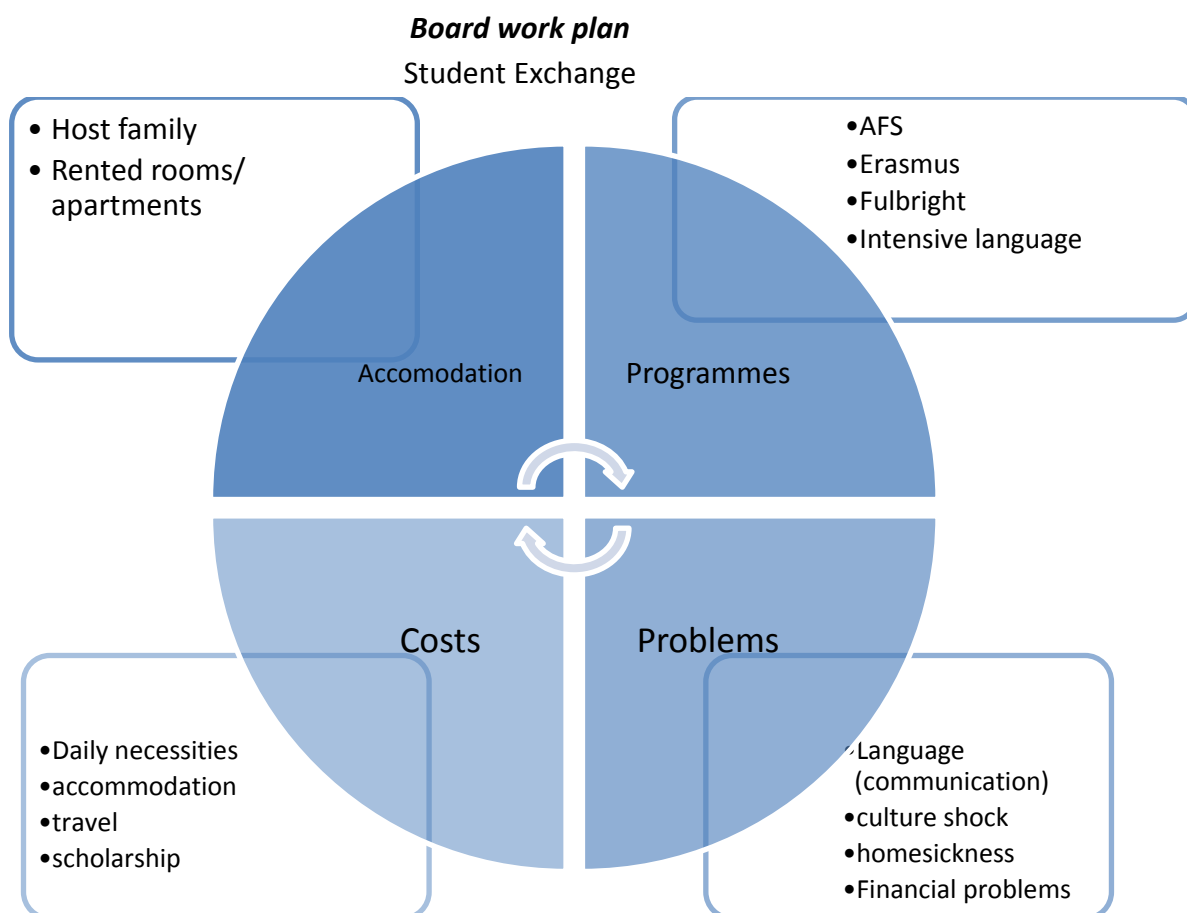 Board work plan
Student Exchange
• Host family
• Rented rooms/
apartments
•AFS
•Erasmus
•Fulbright
•Intensive language
Accomodation
Programmes
Costs
Problems
•Daily necessities
•accommodation
•travel
•scholarship
•Language
(communication)
•culture shock
•homesickness
•Financial problems